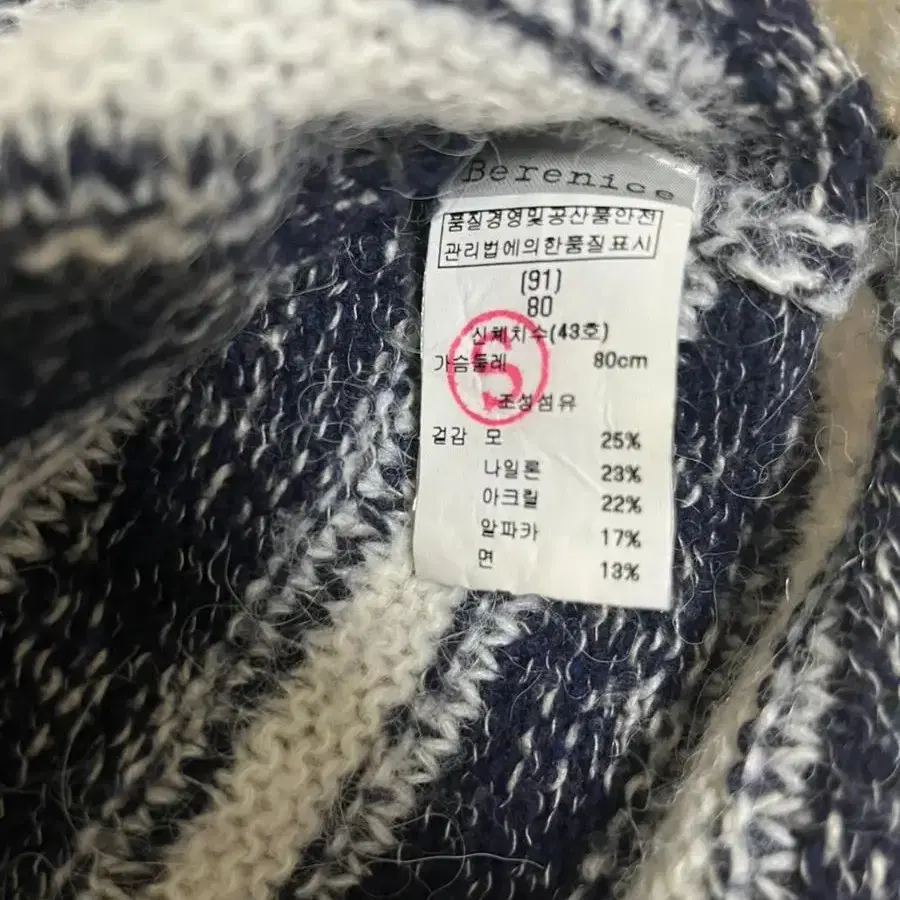 Berenice
품질경영및공산품안전
관리법에의한품질표시
(91)
80
신체치수(43호)
가슴둘레 80cm
S
조성섬유
겉감 모 25%
나일론 23%
아크릴 22%
알파카 17%
면 13%